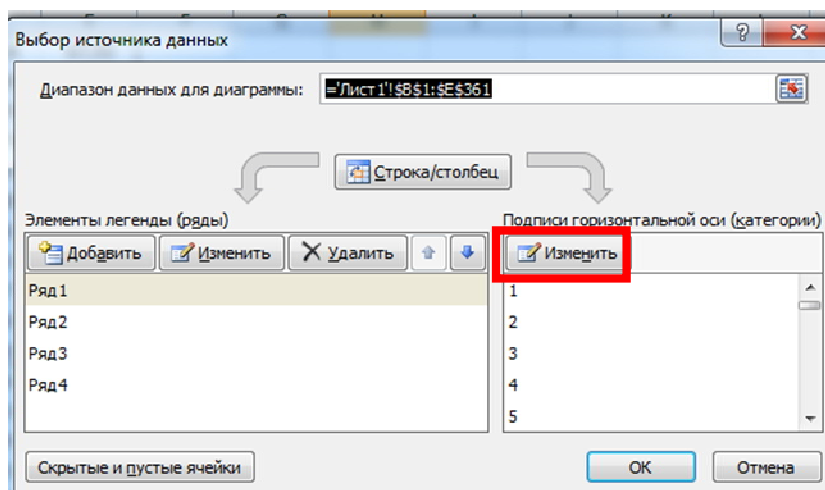 Выбор источника данных
Диапазон данных для диаграммы: ='Лист1'!$B$1:$E$361
Строка/столбец
Элементы легенды (ряды)
Подписи горизонтальной оси (категории)
Добавить Изменить Удалить
Изменить
Ряд1
Ряд2
Ряд3
Ряд4
1
2
3
4
5
Скрытые и пустые ячейки
ОК Отмена